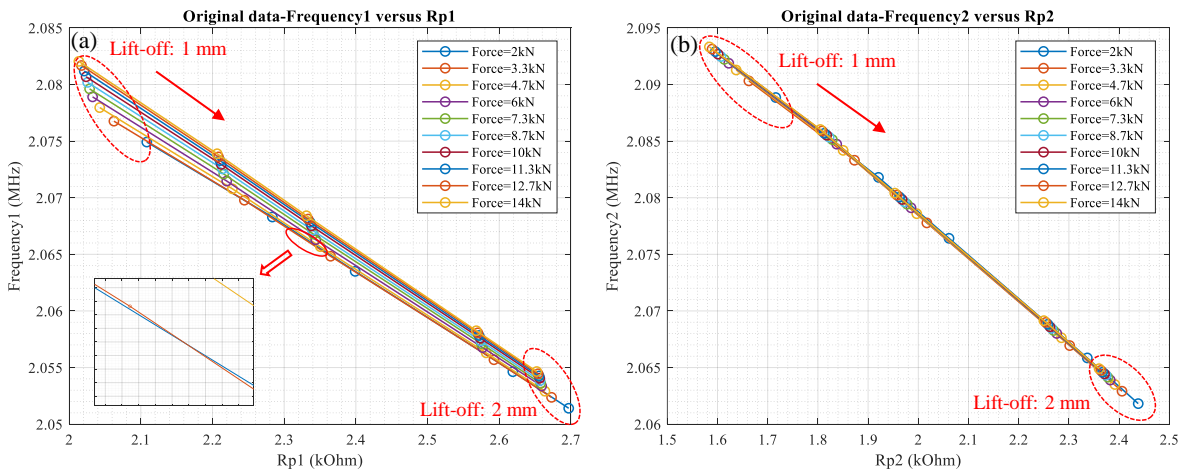 Original data-Frequency1 versus Rp1
(a)
Lift-off: 1 mm
Force=2kN
Force=3.3kN
Force=4.7kN
Force=6kN
Force=7.3kN
Force=8.7kN
Force=10kN
Force=11.3kN
Force=12.7kN
Force=14kN
Lift-off: 2 mm
Frequency1 (MHz)
2.085
2.08
2.075
2.07
2.065
2.06
2.055
2.05
2
2.1
2.2
2.3
2.4
2.5
2.6
2.7
Rp1 (kOhm)
Original data-Frequency2 versus Rp2
(b)
Lift-off: 1 mm
Force=2kN
Force=3.3kN
Force=4.7kN
Force=6kN
Force=7.3kN
Force=8.7kN
Force=10kN
Force=11.3kN
Force=12.7kN
Force=14kN
Lift-off: 2 mm
Frequency2 (MHz)
2.095
2.09
2.085
2.08
2.075
2.07
2.065
2.06
1.5
1.6
1.7
1.8
1.9
2
2.1
2.2
2.3
2.4
2.5
Rp2 (kOhm)